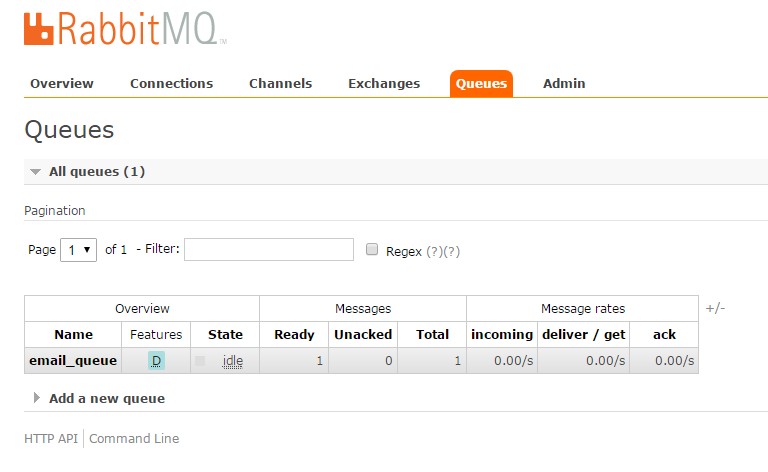 RabbitMQ TM
Overview Connections Channels Exchanges Queues Admin
Queues
All queues (1)
Pagination
Page 1 of 1 - Filter: Regex (?)(?)
Overview Messages Message rates +/-
Name Features State Ready Unacked Total incoming deliver / get ack
email_queue D idle 1 0 1 0.00/s 0.00/s 0.00/s
Add a new queue
HTTP API Command Line